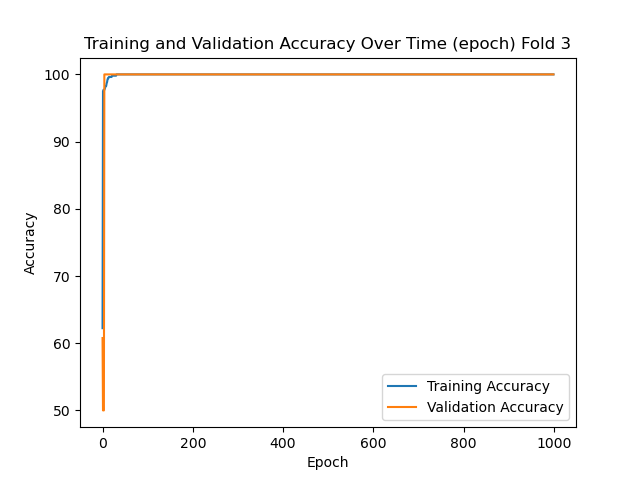 Training and Validation Accuracy Over Time (epoch) Fold 3
100
90
80
70
60
50
Accuracy
0
200
400
600
800
1000
Epoch
Training Accuracy
Validation Accuracy